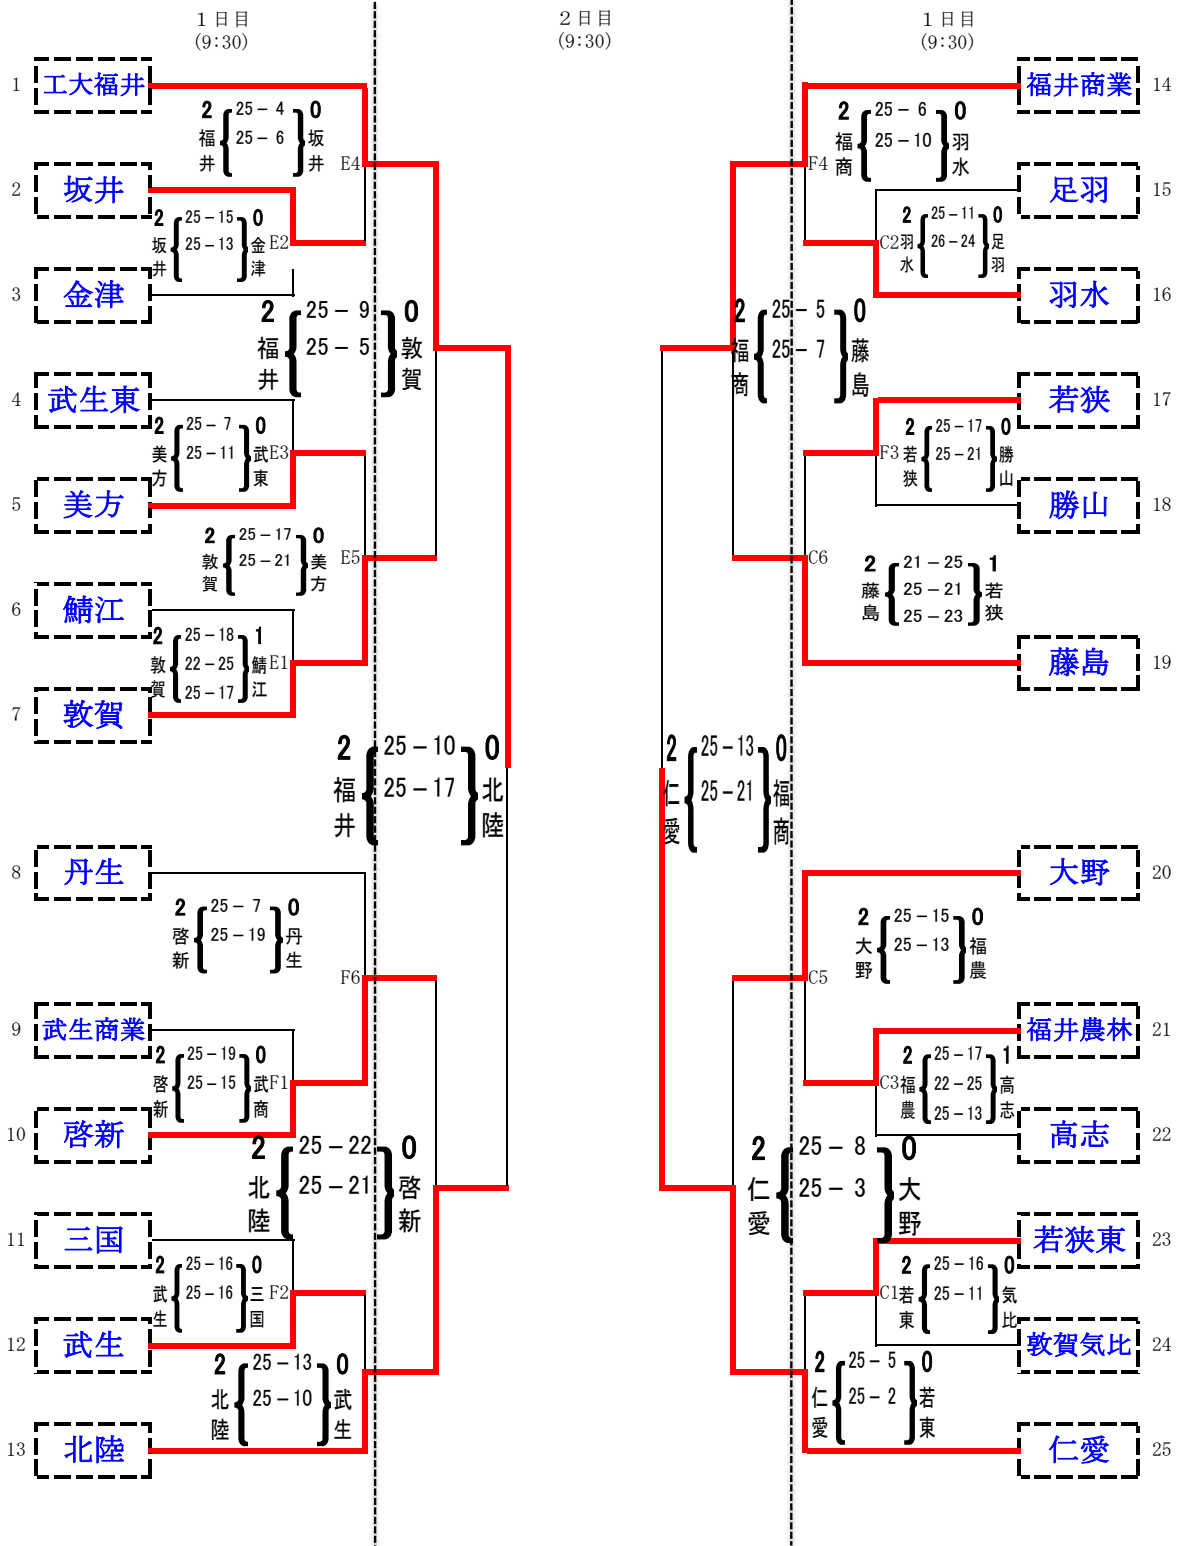 １日目
(9:30)
２日目
(9:30)
１日目
(9:30)
1 工大福井
2 福井 25－4 0 坂井
25－6
E4
2 坂井
2 坂井 25－15 0 金津
25－13
E2
3 金津
2 福井 25－9 0 敦賀
25－5
4 武生東
2 美方 25－7 0 武東
25－11
E3
5 美方
2 敦賀 25－17 0 美方
25－21
E5
6 鯖江
2 敦賀 25－18 1 鯖江
22－25
25－17
E1
7 敦賀
2 福井 25－10 0 北陸
25－17
8 丹生
2 啓新 25－7 0 丹生
25－19
F6
9 武生商業
2 啓新 25－19 0 武商
25－15
F1
10 啓新
2 北陸 25－22 0 啓新
25－21
11 三国
2 武生 25－16 0 三国
25－16
F2
12 武生
2 北陸 25－13 0 武生
25－10
13 北陸
福井商業 14
2 福商 25－6 0 羽水
25－10
F4
足羽 15
2 羽水 25－11 0 足羽
26－24
C2
羽水 16
2 福商 25－5 0 藤島
25－7
若狭 17
2 若狭 25－17 0 勝山
25－21
F3
勝山 18
C6
2 藤島 21－25 1 若狭
25－21
25－23
藤島 19
2 仁愛 25－13 0 福商
25－21
大野 20
2 大野 25－15 0 福農
25－13
C5
福井農林 21
2 福農 25－17 1 高志
22－25
25－13
C3
高志 22
2 仁愛 25－8 0 大野
25－3
若狭東 23
2 若東 25－16 0 気比
25－11
C1
敦賀気比 24
2 仁愛 25－5 0 若東
25－2
仁愛 25